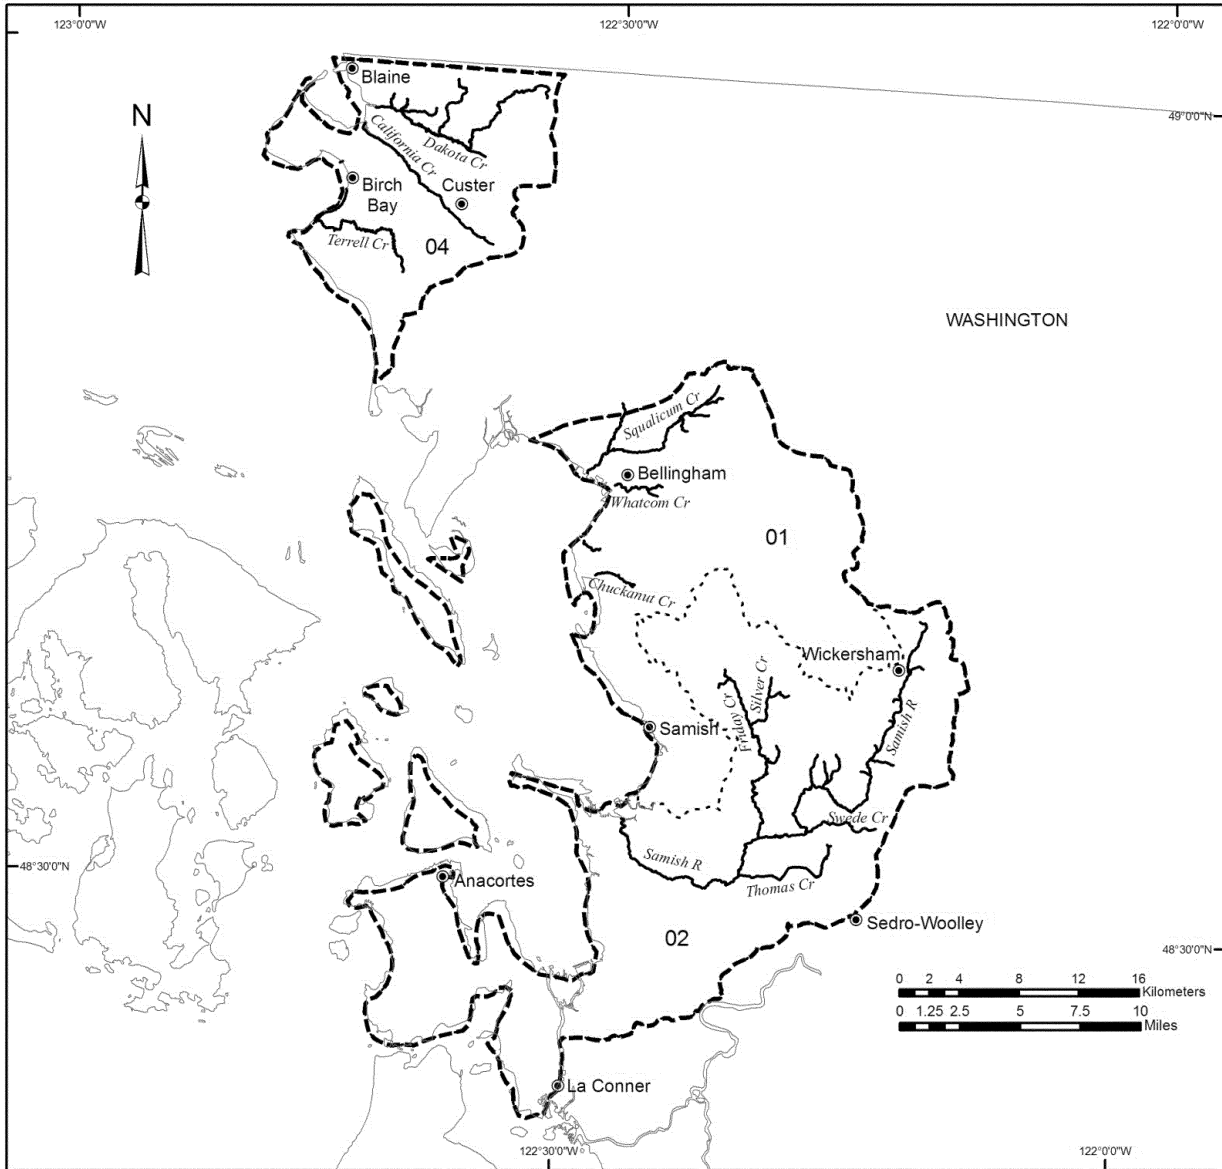 123°0'0"W
122°30'0"W
122°0'0"W
Blaine
N
49°0'0"N
California Cr
Dakota Cr
Birch
Bay
Custer
Terrell Cr
04
WASHINGTON
Squalicum Cr
Bellingham
Whatcom Cr
01
Chuckanut Cr
Wickersham
Silver Cr
Friday Cr
Samish R
Samish
Swede Cr
48°30'0"N
Samish R
Anacortes
Thomas Cr
Sedro-Woolley
02
48°30'0"N
0 2 4 8 12 16
Kilometers
0 1.25 2.5 5 7.5 10
Miles
La Conner
122°30'0"W
122°0'0"W